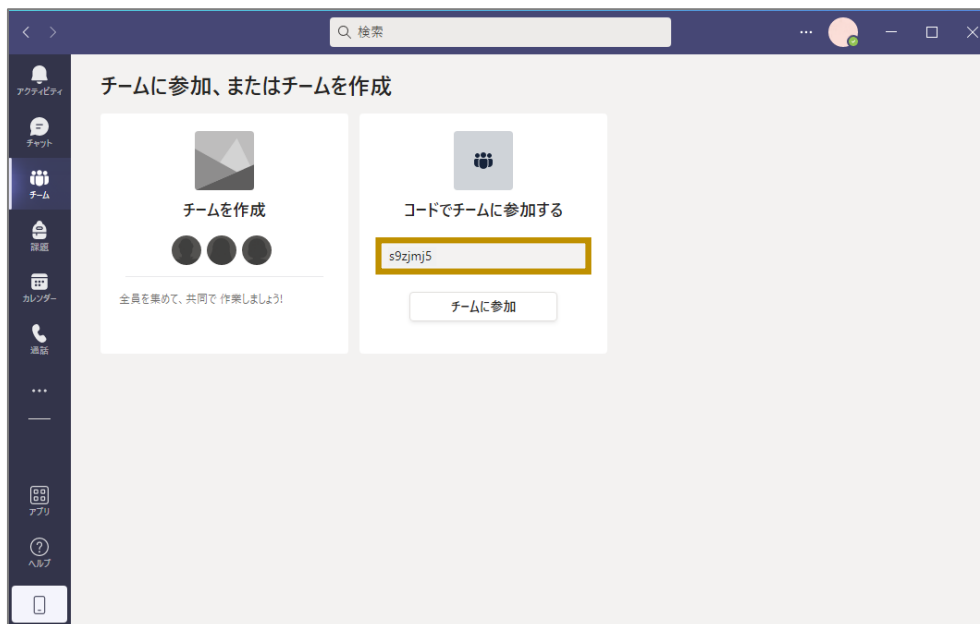 検索
アクティビティ
チャット
チーム
課題
カレンダー
通話
アプリ
ヘルプ
チームに参加、またはチームを作成
チームを作成
全員を集めて、共同で 作業しましょう!
コードでチームに参加する
s9zjmj5
チームに参加